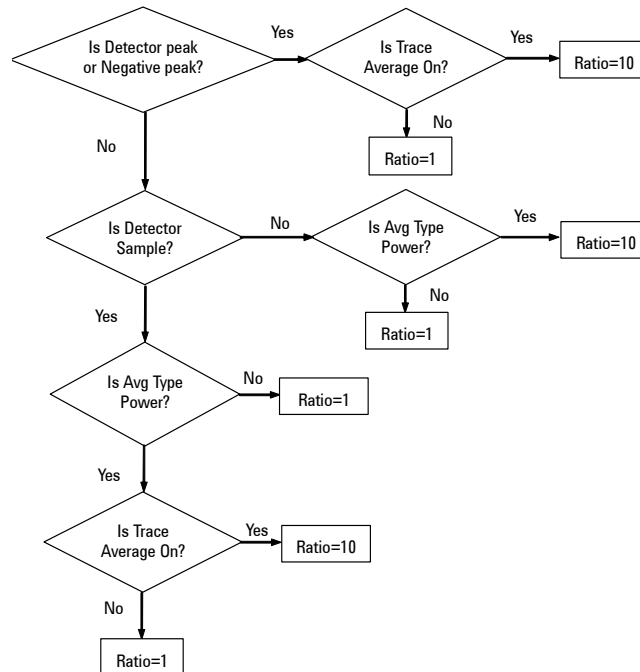 Is Detector peak
or Negative peak?
Yes
Is Trace
Average On?
Yes
Ratio=10
No
No
Ratio=1
Is Detector
Sample?
No
Is Avg Type
Power?
Yes
Ratio=10
Yes
No
Ratio=1
Is Avg Type
Power?
No
Ratio=1
Yes
Is Trace
Average On?
Yes
Ratio=10
No
Ratio=1